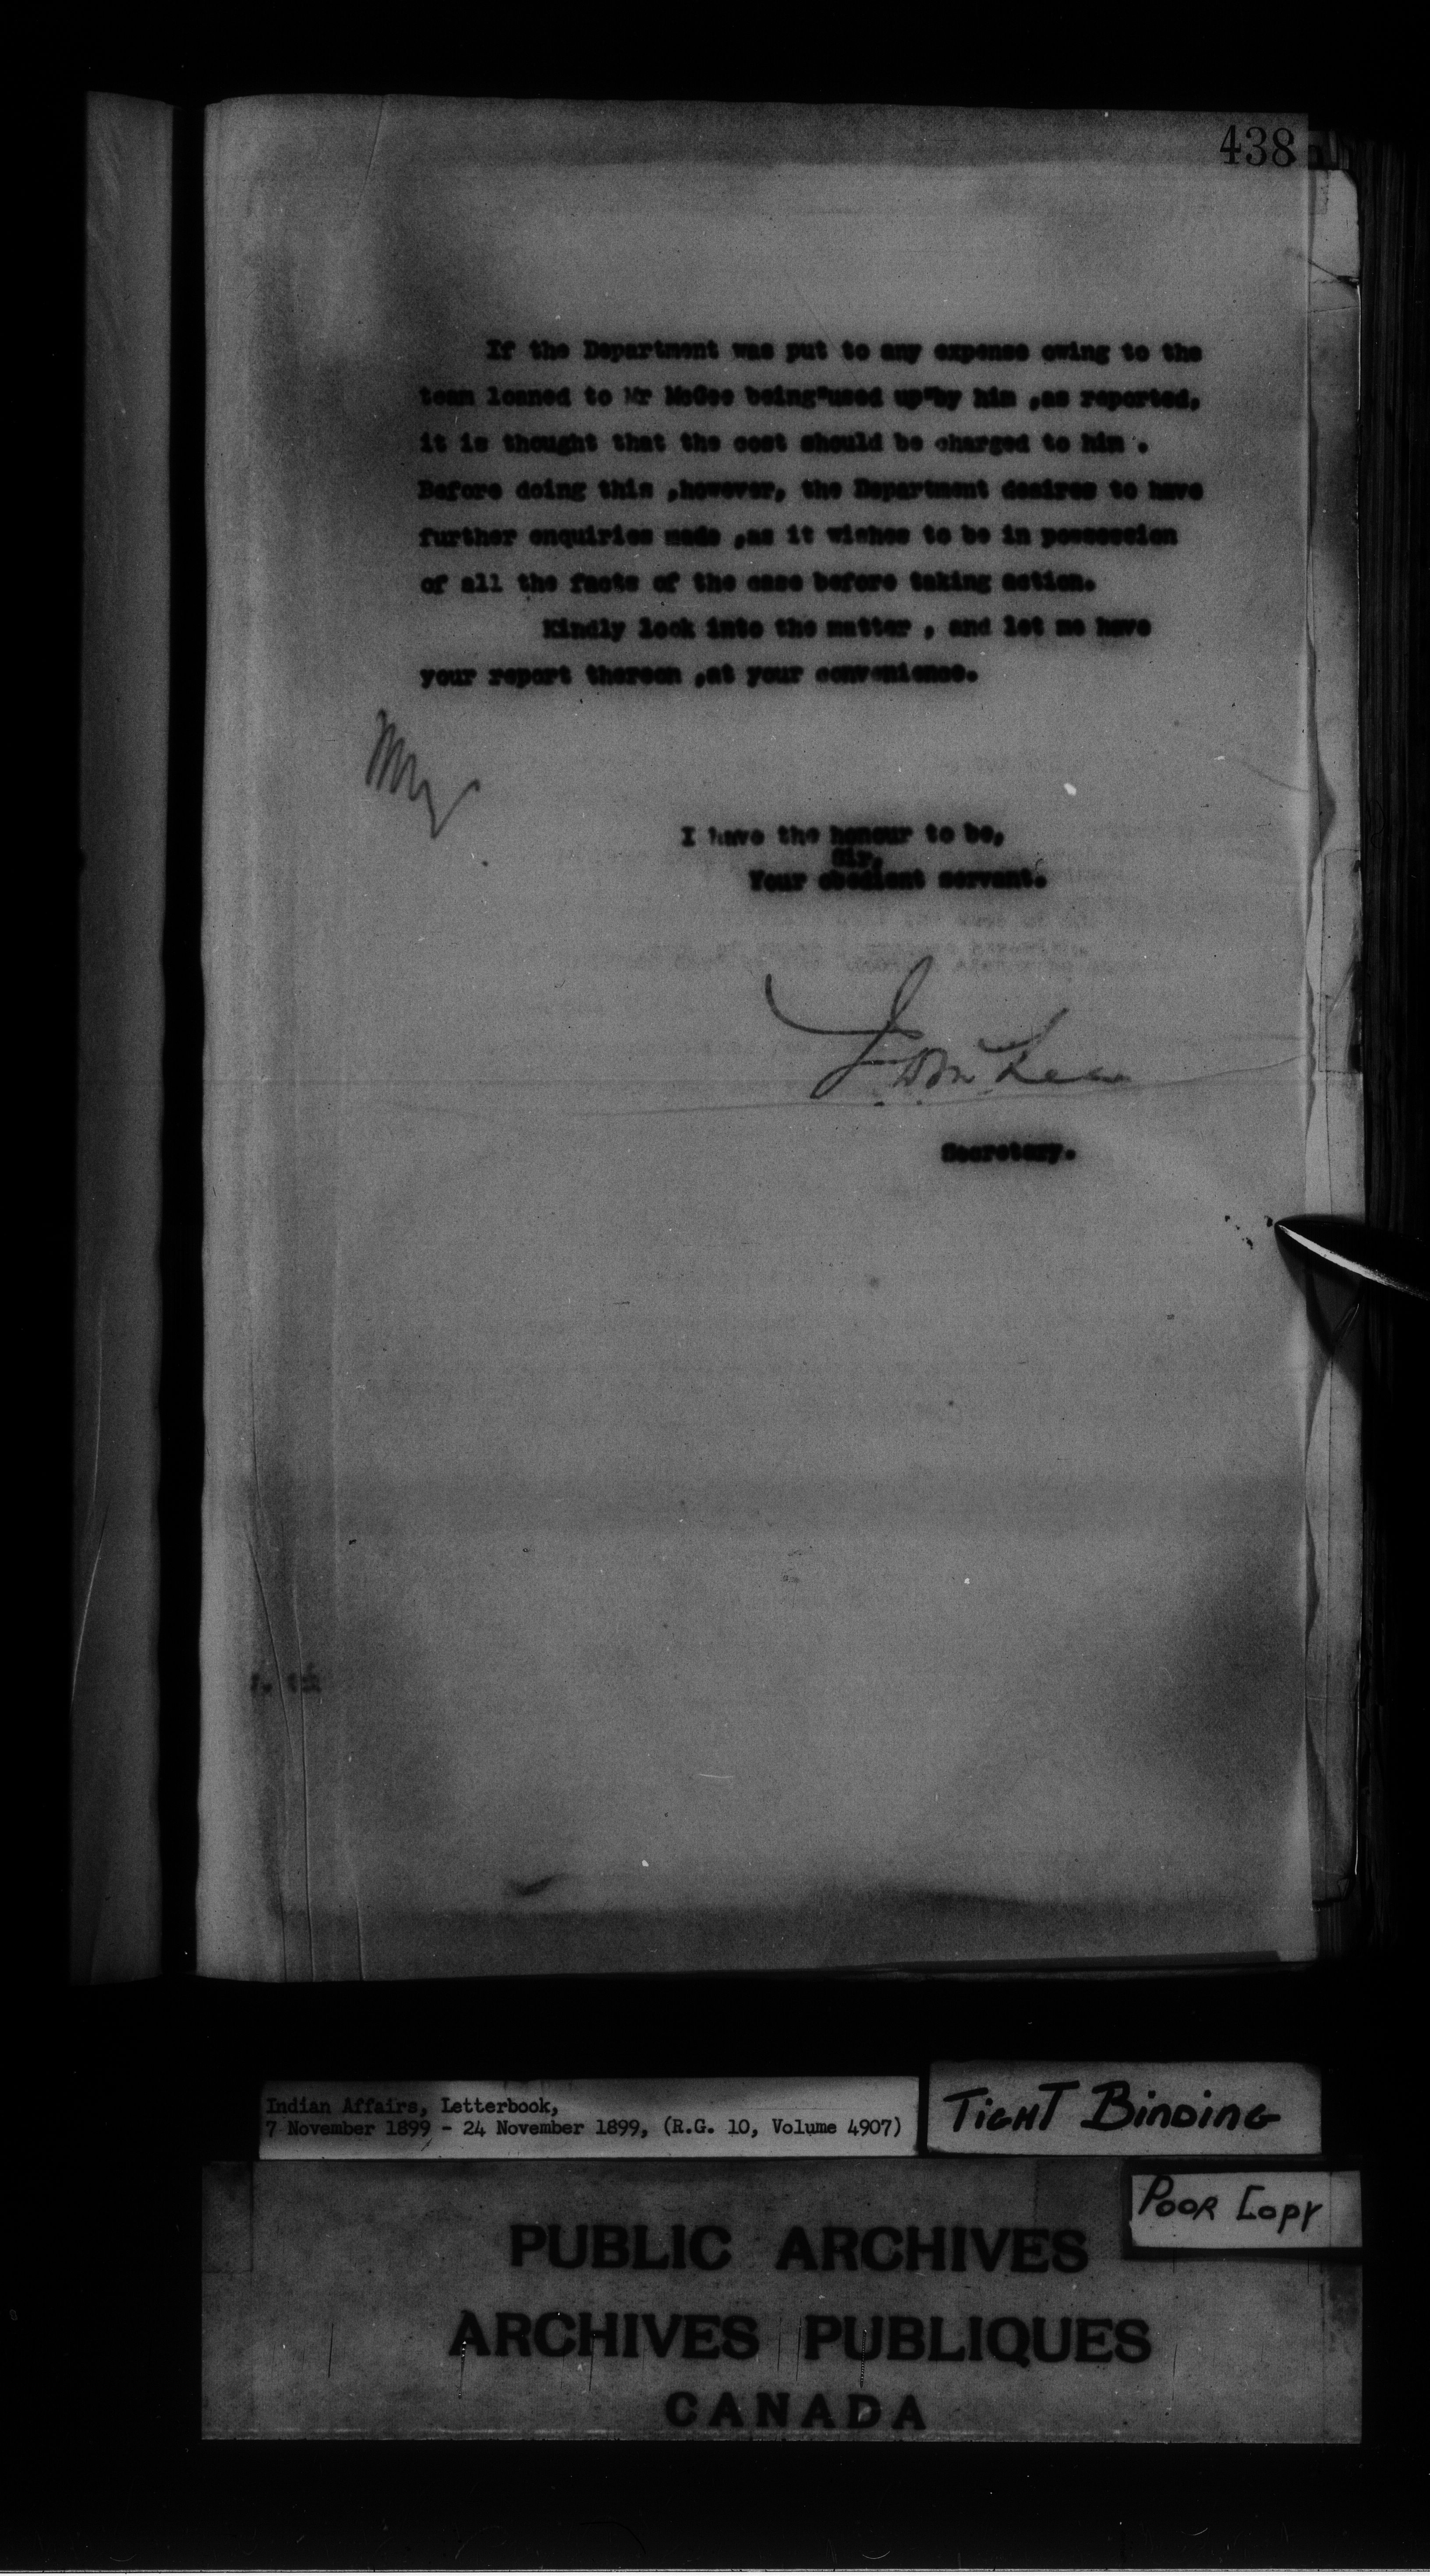 438
If the Department was put to any expense owing to the
team loaned to Mr McGee being"used up"by him ,as reported,
it is thought that the cost should be charged to him .
Before doing this ,however, the Department desires to have
further enquiries made ,as it wishes to be in possession
of all the facts of the case before taking action.
Kindly look into the matter , and let me have
your report thereon ,at your convenience.
I have the honour to be,
Sir,
Your obedient servant.
Secretary.
Indian Affairs, Letterbook,
7 November 1899 - 24 November 1899, (R.G. 10, Volume 4907)
TIGHT BINDING
POOR COPY
PUBLIC ARCHIVES
ARCHIVES PUBLIQUES
CANADA